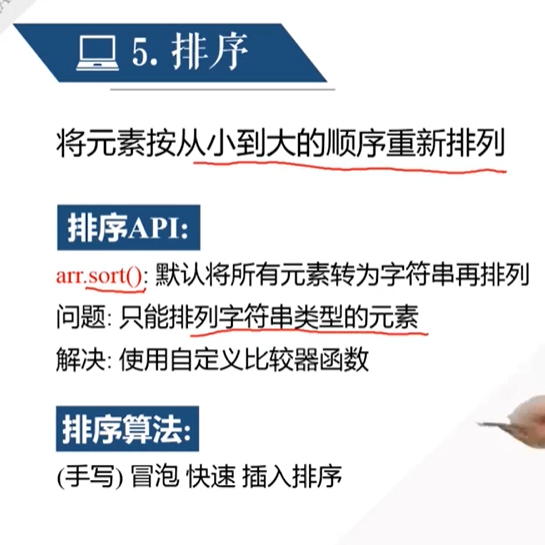 5. 排序
将元素按从小到大的顺序重新排列
排序API:
arr.sort(): 默认将所有元素转为字符串再排列
问题: 只能排列字符串类型的元素
解决: 使用自定义比较器函数
排序算法:
(手写) 冒泡 快速 插入排序